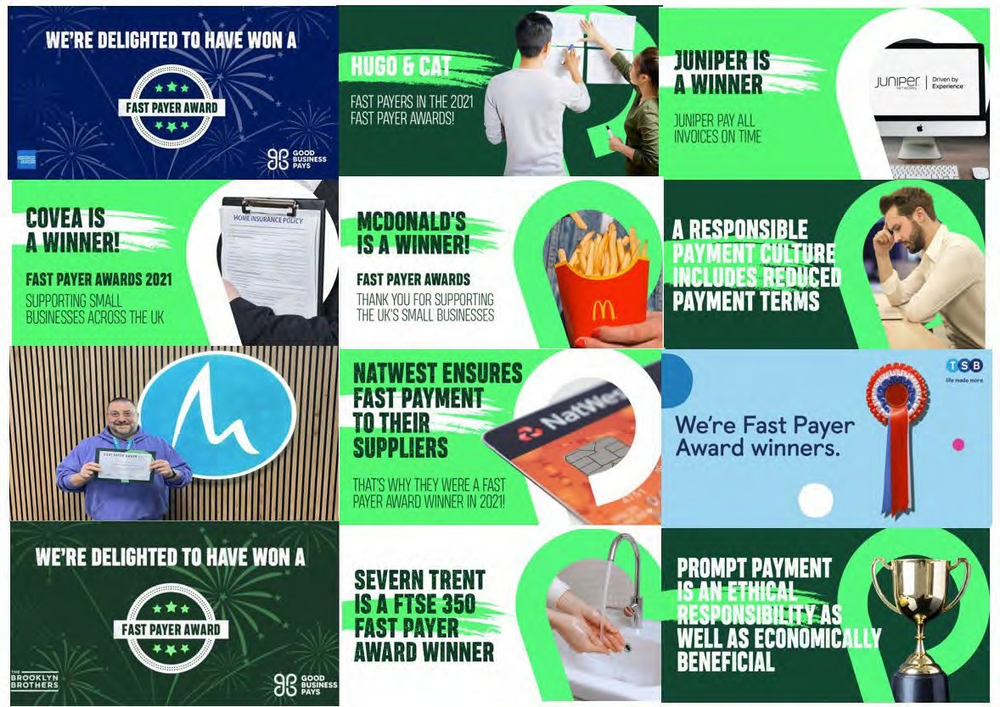 WE'RE DELIGHTED TO HAVE WON A
FAST PAYER AWARD
GOOD
BUSINESS
PAYS
HUGO & CAT
FAST PAYERS IN THE 2021
FAST PAYER AWARDS!
JUNIPER IS
A WINNER
JUNIPER PAY ALL
INVOICES ON TIME
JUNIPEr
NETWORKS
Driven by
Experience
COVEA IS
A WINNER!
FAST PAYER AWARDS 2021
SUPPORTING SMALL
BUSINESSES ACROSS THE UK
HOME INSURANCE POLICY
MCDONALD'S
IS A WINNER!
FAST PAYER AWARDS
THANK YOU FOR SUPPORTING
THE UK'S SMALL BUSINESSES
A RESPONSIBLE
PAYMENT CULTURE
INCLUDES REDUCED
PAYMENT TERMS
FAST PAYER AWARD
NATWEST ENSURES
FAST PAYMENT
TO THEIR
SUPPLIERS
THAT'S WHY THEY WERE A FAST
PAYER AWARD WINNER IN 2021!
NatWes
TSB
life made more
We're Fast Payer
Award winners.
WE'RE DELIGHTED TO HAVE WON A
FAST PAYER AWARD
THE
BROOKLYN
BROTHERS
GOOD
BUSINESS
PAYS
SEVERN TRENT
IS A FTSE 350
FAST PAYER
AWARD WINNER
PROMPT PAYMENT
IS AN ETHICAL
RESPONSIBILITY AS
WELL AS ECONOMICALLY
BENEFICIAL